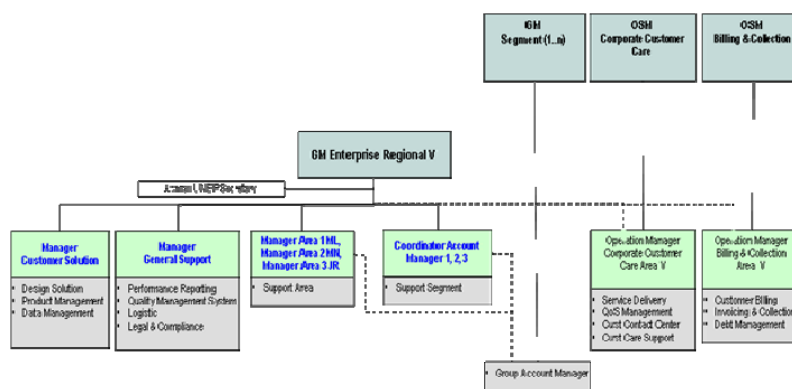 GM
Segment (1..n)
OSM
Corporate Customer
Care
OSM
Billing & Collection
GM Enterprise Regional V
Secretary
Manager
Customer Solution
Design Solution
Product Management
Data Management
Manager
General Support
Performance Reporting
Quality Management System
Logistic
Legal & Compliance
Manager Area 1 ML,
Manager Area 2 MN,
Manager Area 3 JR
Support Area
Coordinator Account
Manager 1, 2, 3
Support Segment
Operation Manager
Corporate Customer
Care Area V
Service Delivery
QoS Management
Cust Contact Center
Cust Care Support
Operation Manager
Billing & Collection
Area V
Customer Billing
Invoicing & Collection
Debt Management
Group Account Manager